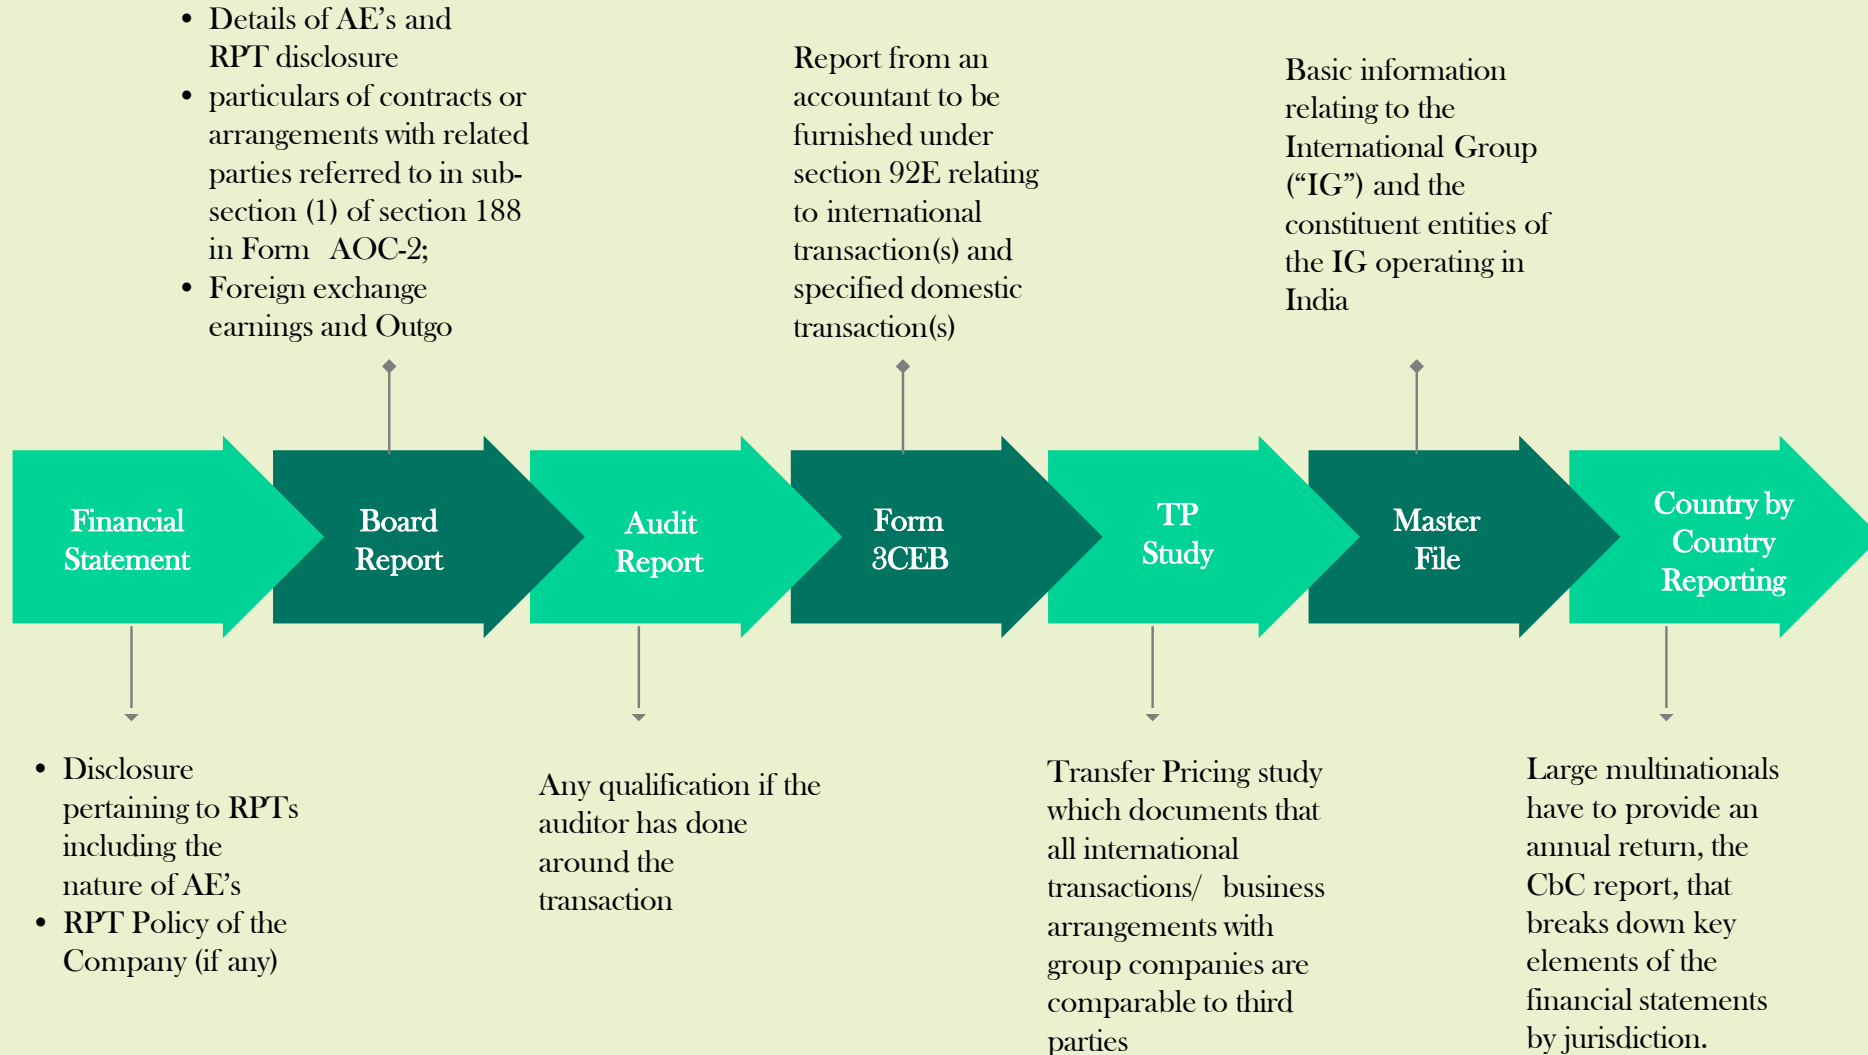 • Details of AE’s and
RPT disclosure
• particulars of contracts or
arrangements with related
parties referred to in sub-
section (1) of section 188
in Form AOC-2;
• Foreign exchange
earnings and Outgo
Report from an
accountant to be
furnished under
section 92E relating
to international
transaction(s) and
specified domestic
transaction(s)
Basic information
relating to the
International Group
(“IG”) and the
constituent entities of
the IG operating in
India
Financial
Statement
Board
Report
Audit
Report
Form
3CEB
TP
Study
Master
File
Country by
Country
Reporting
• Disclosure
pertaining to RPTs
including the
nature of AE’s
• RPT Policy of the
Company (if any)
Any qualification if the
auditor has done
around the
transaction
Transfer Pricing study
which documents that
all international
transactions/ business
arrangements with
group companies are
comparable to third
parties
Large multinationals
have to provide an
annual return, the
CbC report, that
breaks down key
elements of the
financial statements
by jurisdiction.